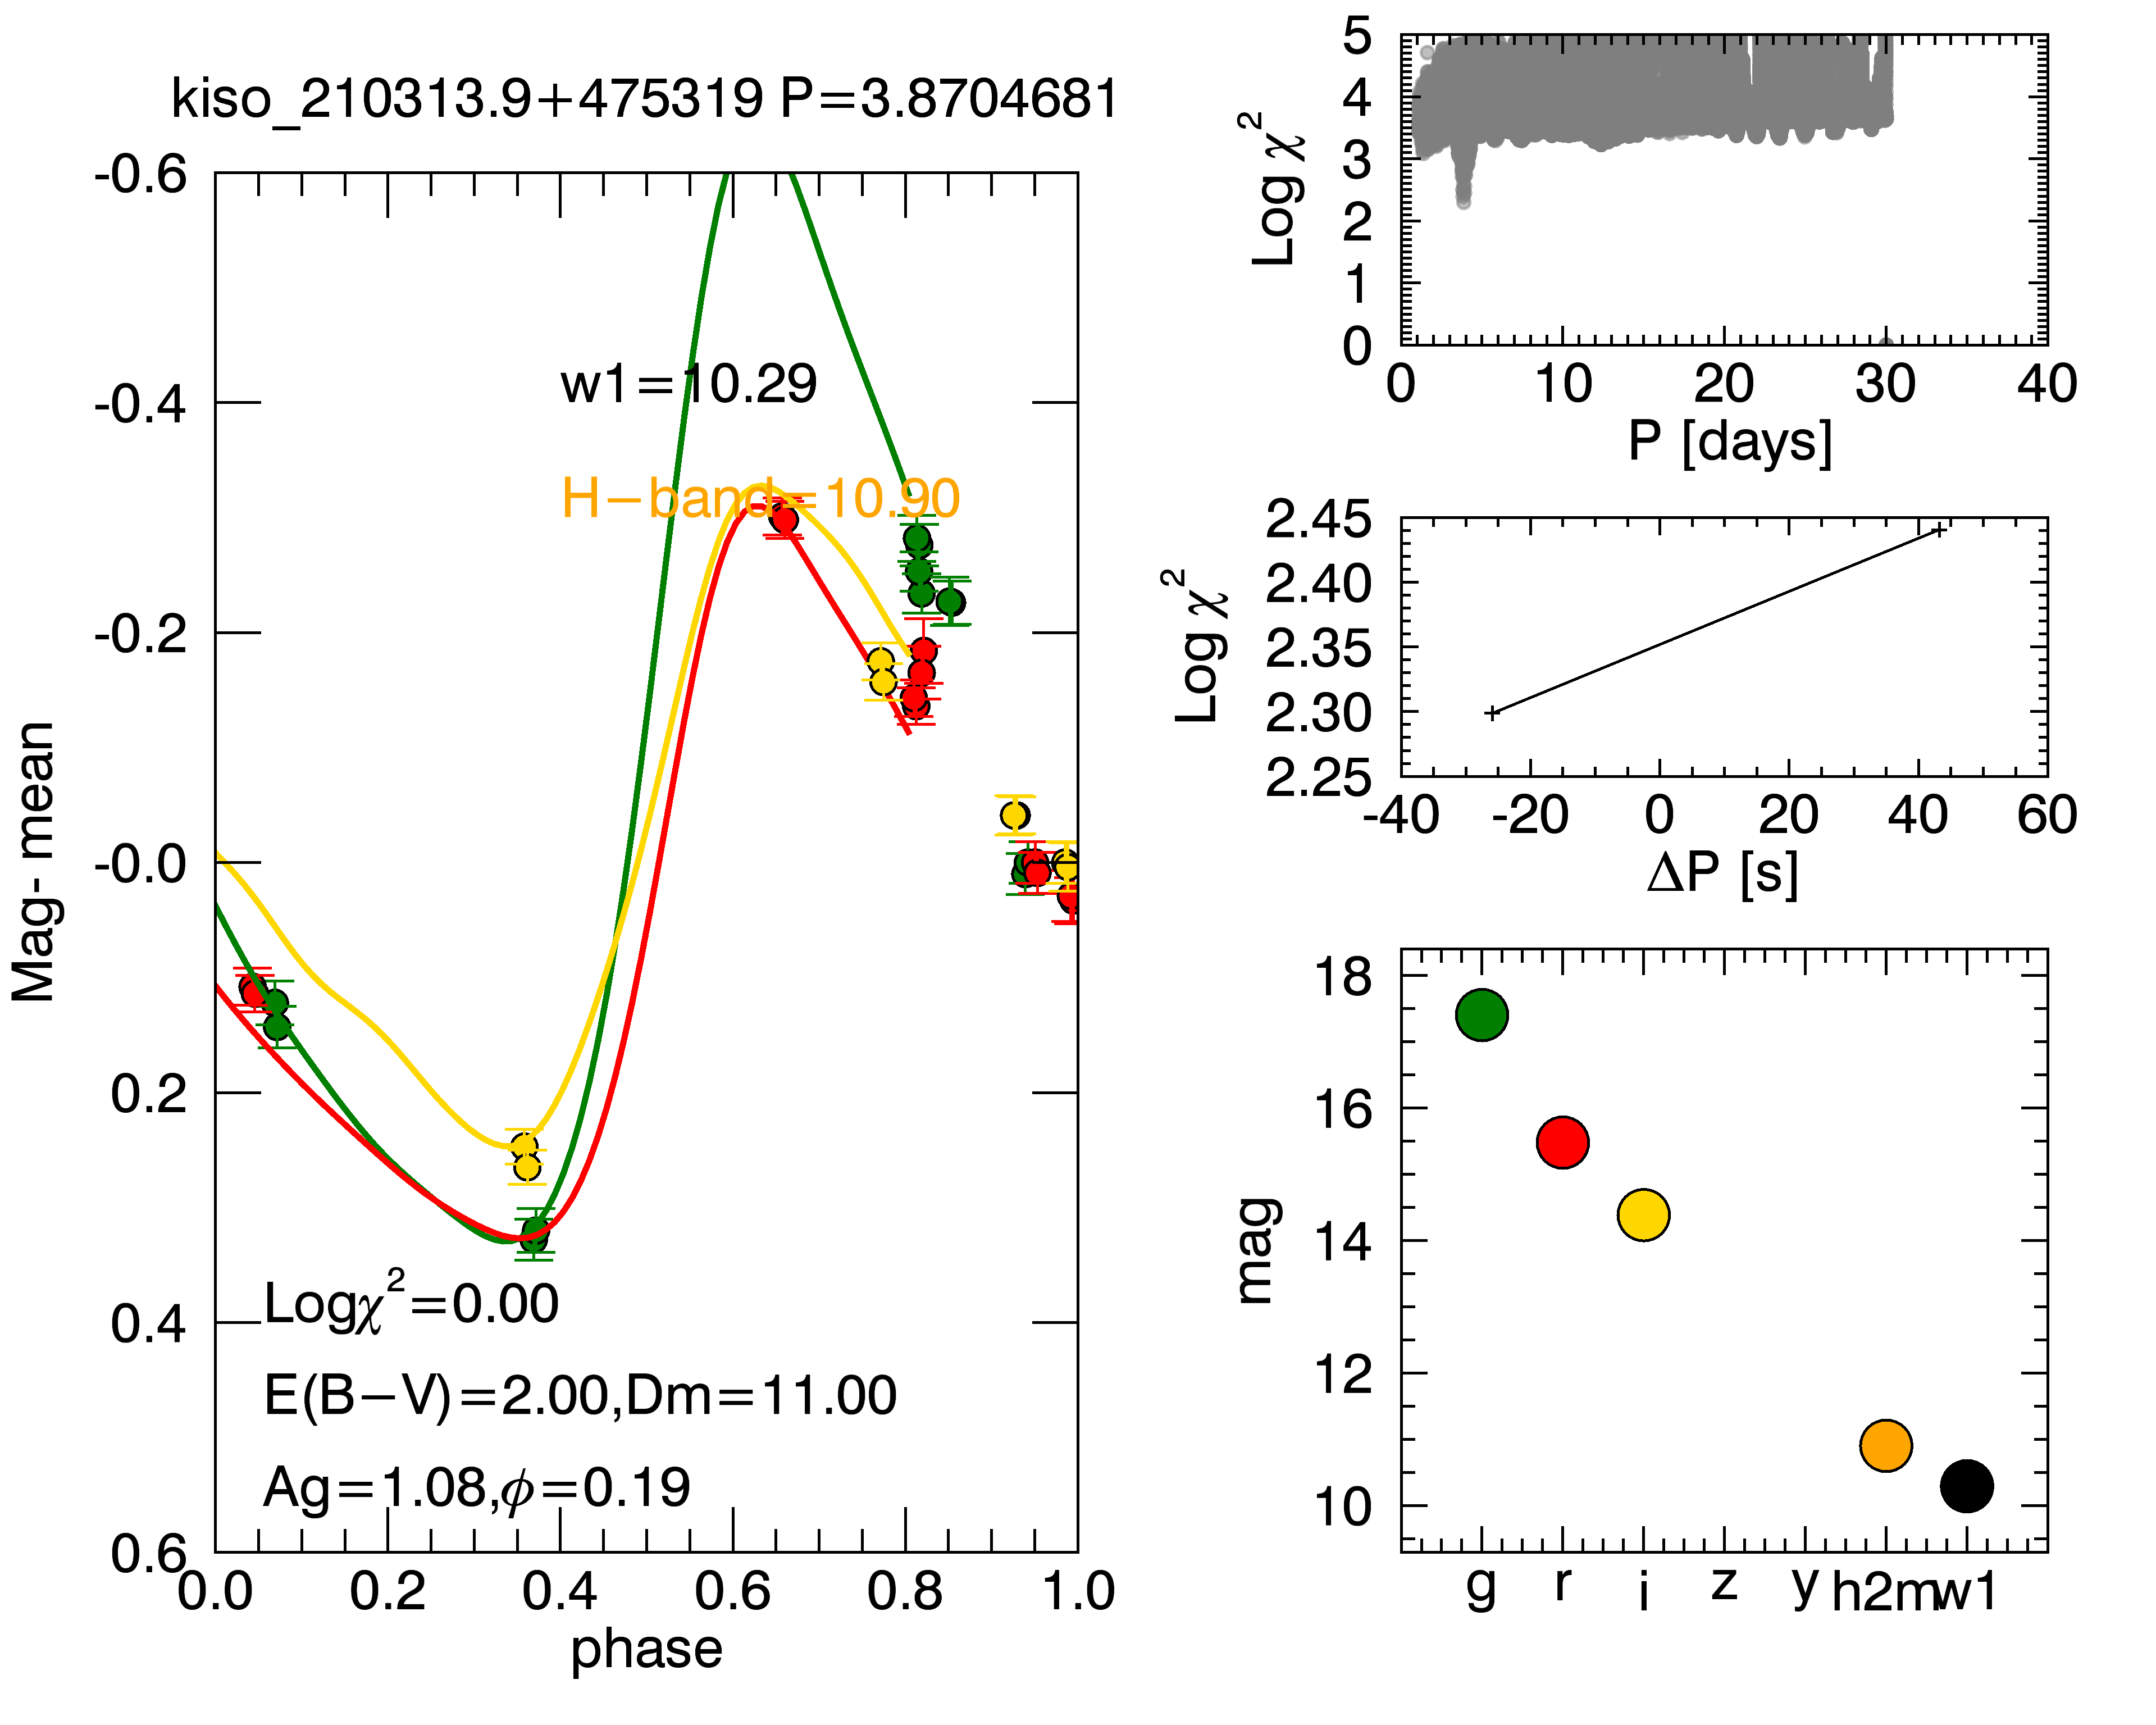 kiso_210313.9+475319 P=3.8704681
-0.6
-0.4
-0.2
-0.0
0.2
0.4
0.6
Mag- mean
w1=10.29
H−band=10.90
Logχ²=0.00
E(B−V)=2.00,Dm=11.00
Ag=1.08,ϕ=0.19
0.0 0.2 0.4 0.6 0.8 1.0
phase
5
4
3
2
1
0
Log χ²
0 10 20 30 40
P [days]
2.45
2.40
2.35
2.30
2.25
Log χ²
-40 -20 0 20 40 60
ΔP [s]
18
16
14
12
10
mag
g r i z y h2m w1